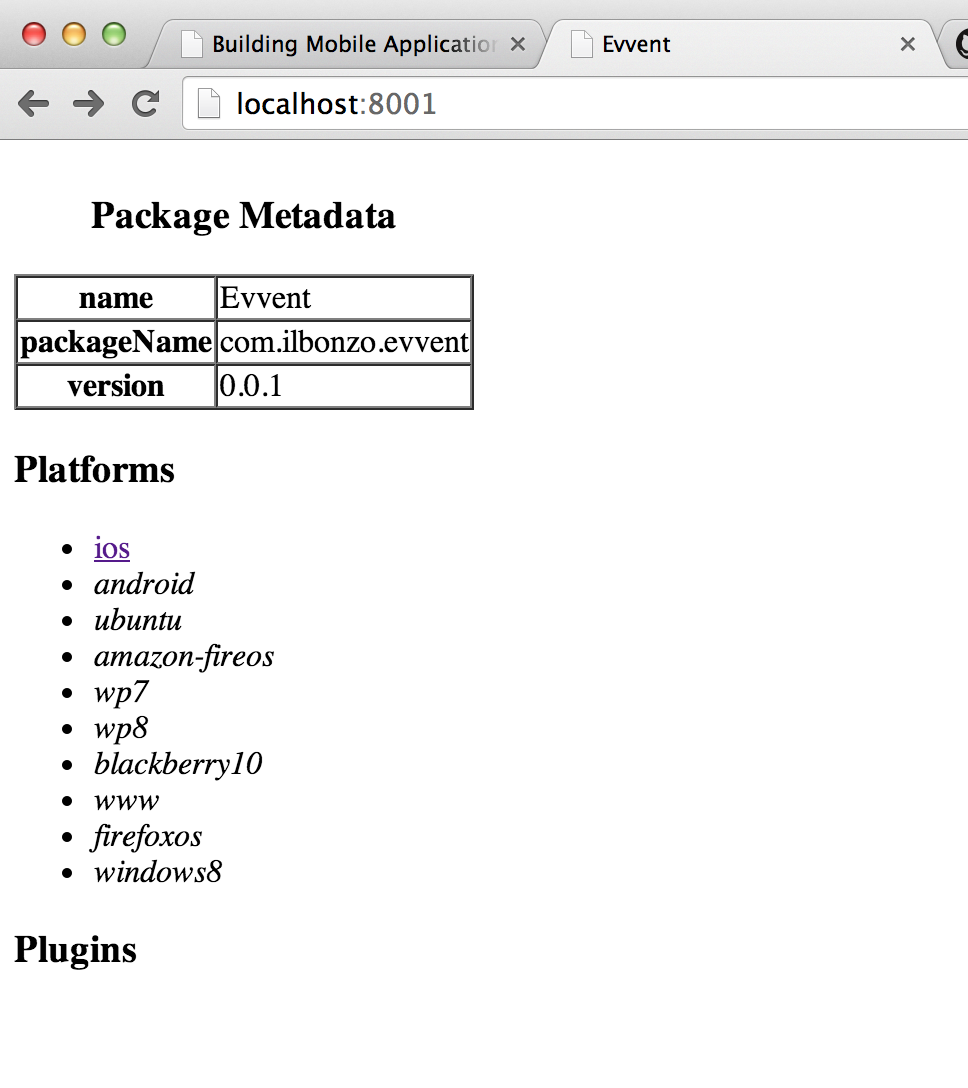 Building Mobile Application
Evvent
localhost:8001
Package Metadata
name Evvent
packageName com.ilbonzo.evvent
version 0.0.1
Platforms
ios
android
ubuntu
amazon-fireos
wp7
wp8
blackberry10
www
firefoxos
windows8
Plugins